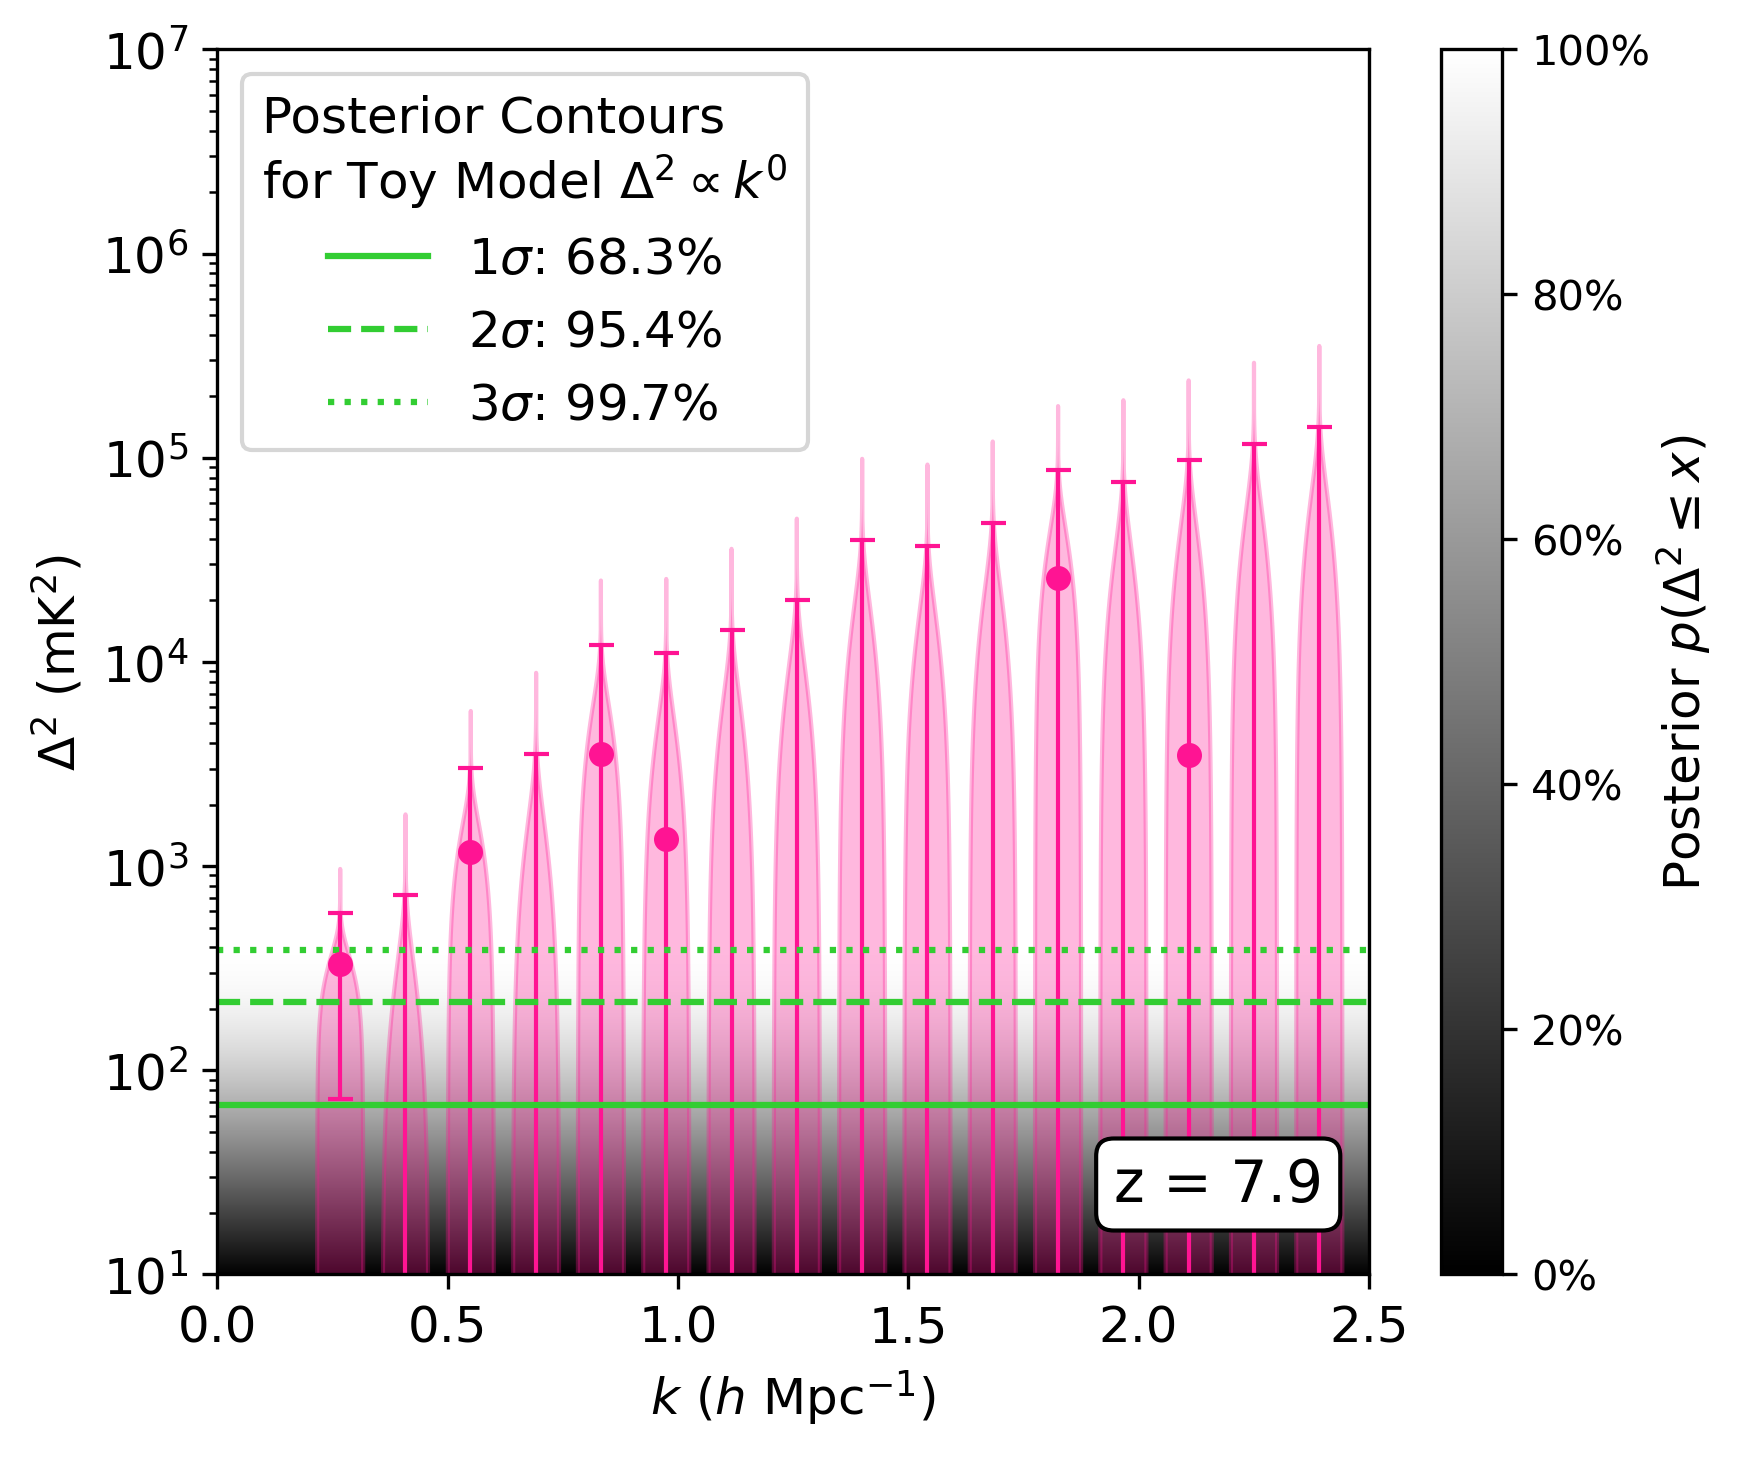 10⁷
10⁶
10⁵
10⁴
10³
10²
10¹
Δ² (mK²)
Posterior Contours
for Toy Model Δ² ∝ k⁰
1σ: 68.3%
2σ: 95.4%
3σ: 99.7%
z = 7.9
0.0 0.5 1.0 1.5 2.0 2.5
k (h Mpc⁻¹)
100%
80%
60%
40%
20%
0%
Posterior p(Δ² ≤ x)